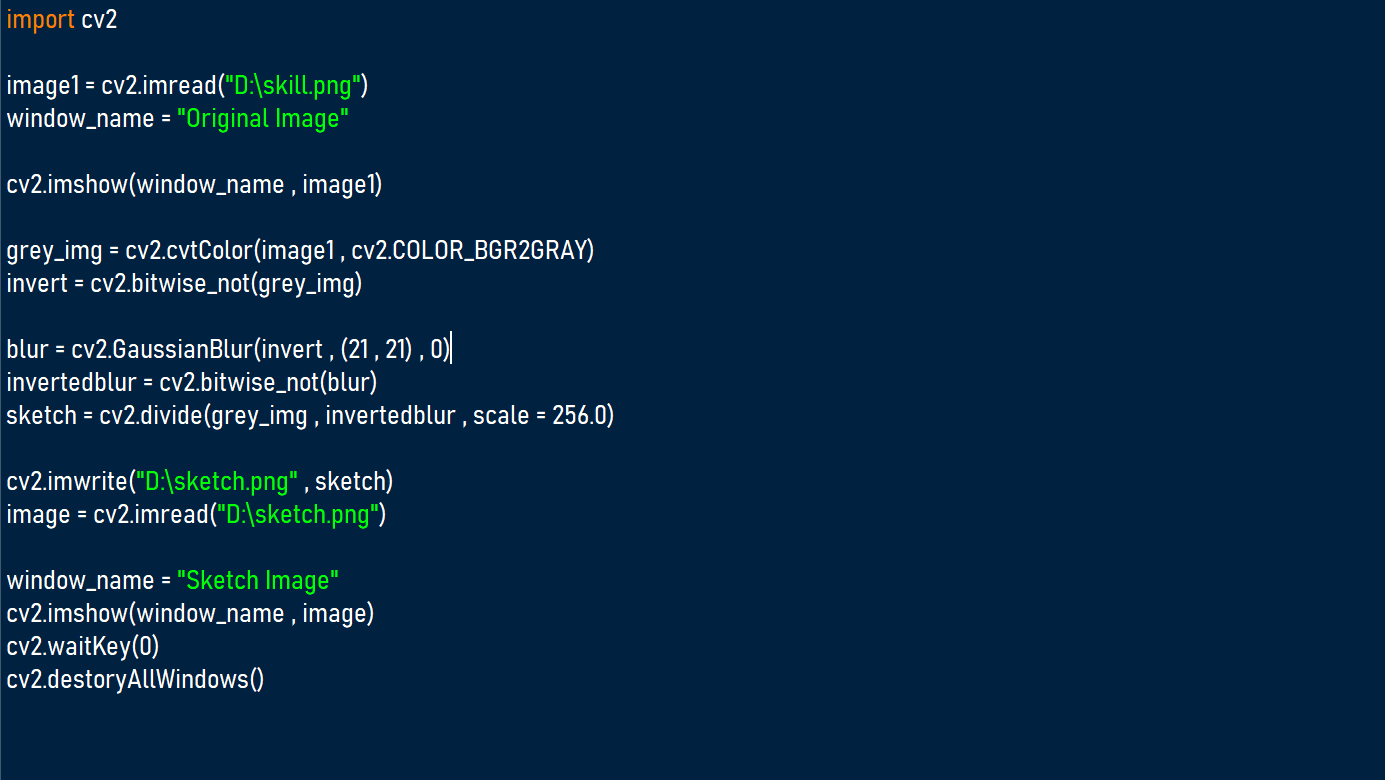 import cv2
image1 = cv2.imread("D:\skill.png")
window_name = "Original Image"
cv2.imshow(window_name , image1)
grey_img = cv2.cvtColor(image1 , cv2.COLOR_BGR2GRAY)
invert = cv2.bitwise_not(grey_img)
blur = cv2.GaussianBlur(invert , (21 , 21) , 0)
invertedblur = cv2.bitwise_not(blur)
sketch = cv2.divide(grey_img , invertedblur , scale = 256.0)
cv2.imwrite("D:\sketch.png" , sketch)
image = cv2.imread("D:\sketch.png")
window_name = "Sketch Image"
cv2.imshow(window_name , image)
cv2.waitKey(0)
cv2.destoryAllWindows()